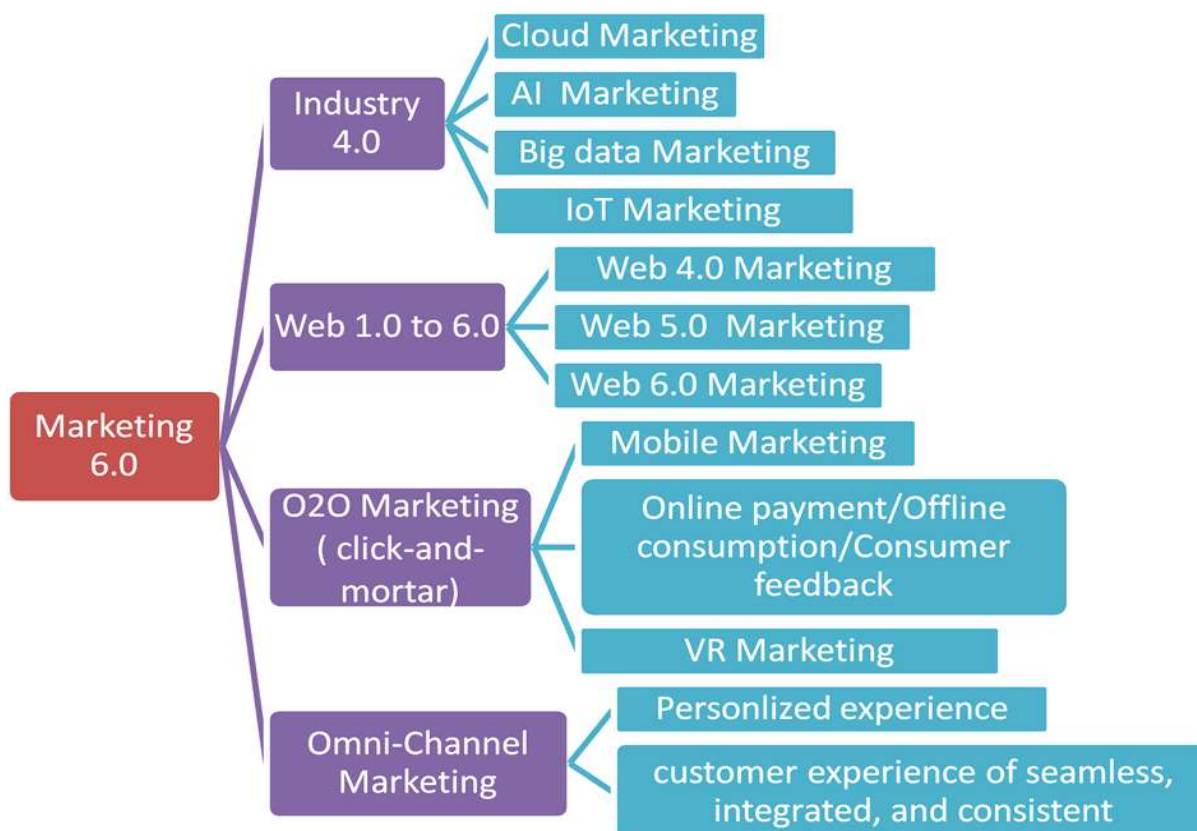 Marketing
6.0
Industry
4.0
Cloud Marketing
AI Marketing
Big data Marketing
IoT Marketing
Web 1.0 to 6.0
Web 4.0 Marketing
Web 5.0 Marketing
Web 6.0 Marketing
O2O Marketing
( click-and-
mortar)
Mobile Marketing
Online payment/Offline
consumption/Consumer
feedback
VR Marketing
Omni-Channel
Marketing
Personlized experience
customer experience of seamless,
integrated, and consistent